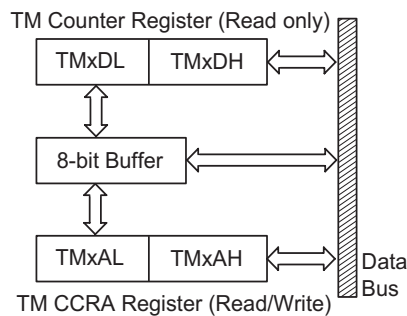 TM Counter Register (Read only)
TMxDL TMxDH
8-bit Buffer
TMxAL TMxAH
Data
Bus
TM CCRA Register (Read/Write)